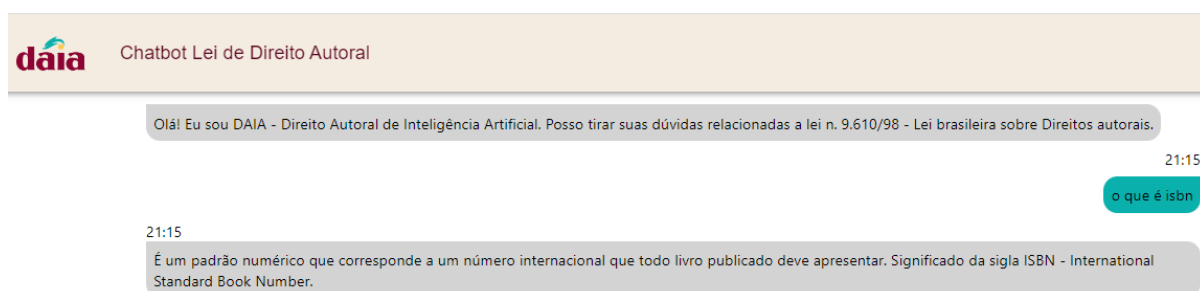 daia
Chatbot Lei de Direito Autoral
Olá! Eu sou DAIA - Direito Autoral de Inteligência Artificial. Posso tirar suas dúvidas relacionadas a lei n. 9.610/98 - Lei brasileira sobre Direitos autorais.
21:15
o que é isbn
21:15
É um padrão numérico que corresponde a um número internacional que todo livro publicado deve apresentar. Significado da sigla ISBN - International
Standard Book Number.